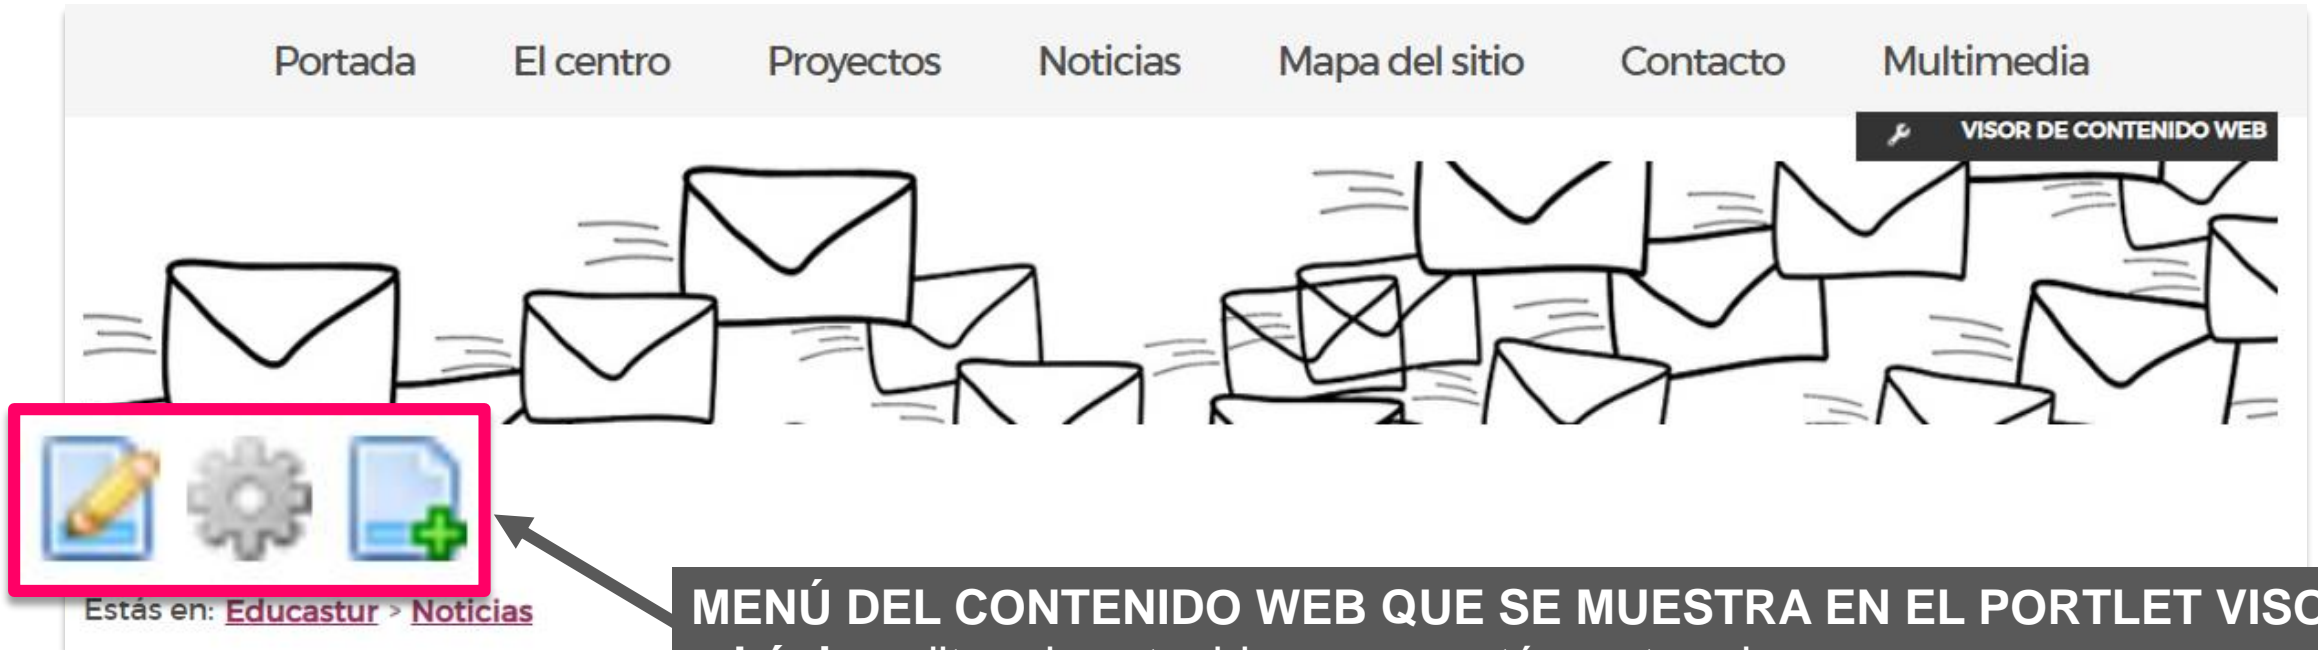 Portada El centro Proyectos Noticias Mapa del sitio Contacto Multimedia
VISOR DE CONTENIDO WEB
Estás en: Educastur > Noticias
MENÚ DEL CONTENIDO WEB QUE SE MUESTRA EN EL PORTLET VISO